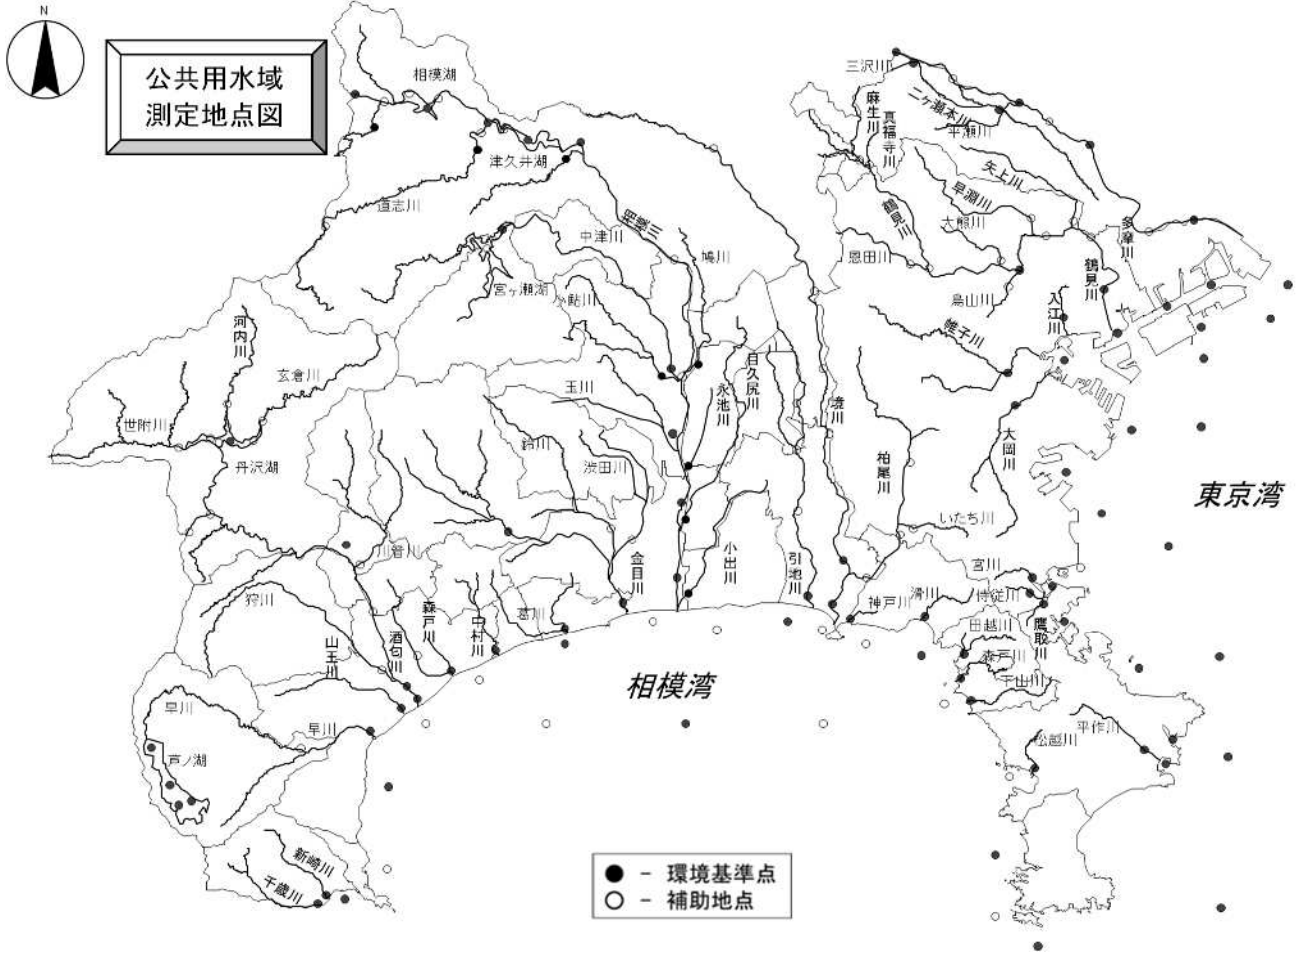 N
公共用水域
測定地点図
相模湖
三沢川
麻生川
真福寺川
二ヶ領本川
平瀬川
津久井湖
矢上川
早淵川
道志川
鶴見川
大熊川
多摩川
相模川
中津川
鳩川
恩田川
鶴見川
宮ヶ瀬湖
小鮎川
鳥山川
入江川
河内川
帷子川
玄倉川
目久尻川
玉川
永池川
境川
世附川
鈴川
大岡川
丹沢湖
渋田川
柏尾川
東京湾
いたち川
川音川
金目川
小出川
引地川
宮川
狩川
森戸川
中村川
葛川
神戸川
滑川
侍従川
山王川
酒匂川
田越川
鷹取川
森戸川
下山川
相模湾
早川
早川
平作川
松越川
芦ノ湖
新崎川
千歳川
● － 環境基準点
○ － 補助地点